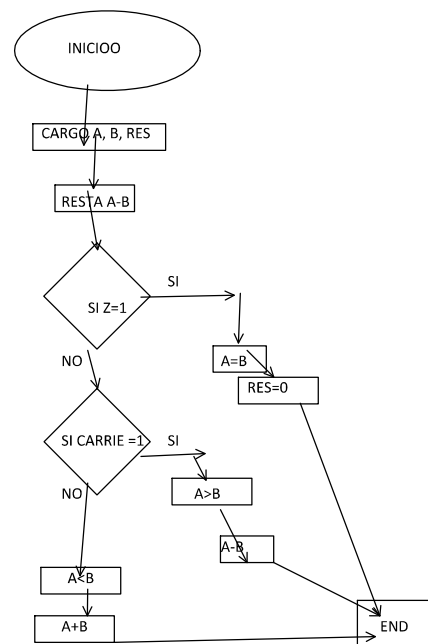 INICIOO
CARGO A, B, RES
RESTA A-B
SI
SI Z=1
NO
A=B
RES=0
SI CARRIE =1
SI
NO
A>B
A-B
A<B
A+B
END